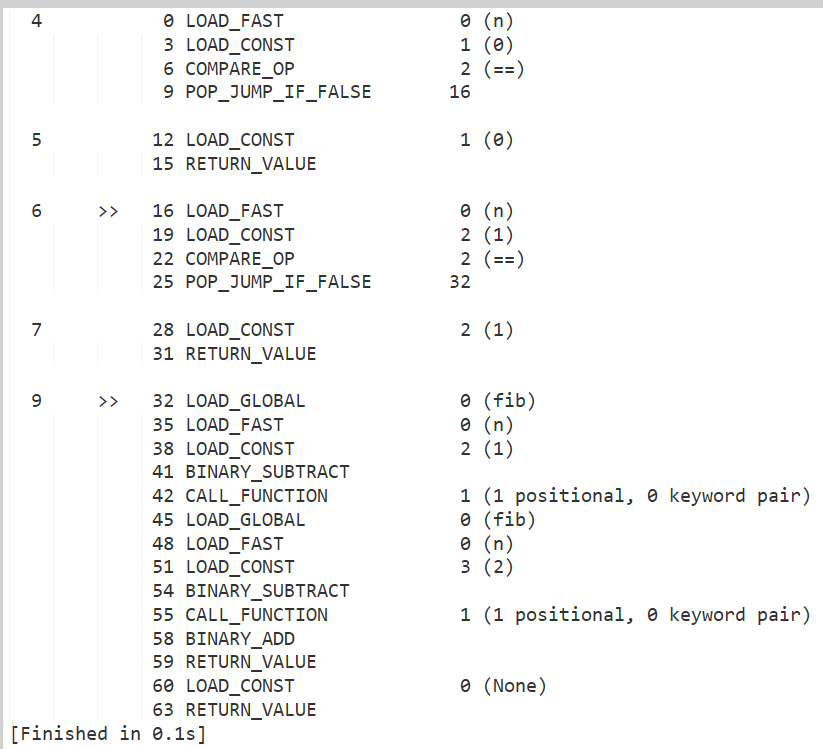 4 0 LOAD_FAST 0 (n)
3 LOAD_CONST 1 (0)
6 COMPARE_OP 2 (==)
9 POP_JUMP_IF_FALSE 16
5 12 LOAD_CONST 1 (0)
15 RETURN_VALUE
6 >> 16 LOAD_FAST 0 (n)
19 LOAD_CONST 2 (1)
22 COMPARE_OP 2 (==)
25 POP_JUMP_IF_FALSE 32
7 28 LOAD_CONST 2 (1)
31 RETURN_VALUE
9 >> 32 LOAD_GLOBAL 0 (fib)
35 LOAD_FAST 0 (n)
38 LOAD_CONST 2 (1)
41 BINARY_SUBTRACT
42 CALL_FUNCTION 1 (1 positional, 0 keyword pair)
45 LOAD_GLOBAL 0 (fib)
48 LOAD_FAST 0 (n)
51 LOAD_CONST 3 (2)
54 BINARY_SUBTRACT
55 CALL_FUNCTION 1 (1 positional, 0 keyword pair)
58 BINARY_ADD
59 RETURN_VALUE
60 LOAD_CONST 0 (None)
63 RETURN_VALUE
[Finished in 0.1s]